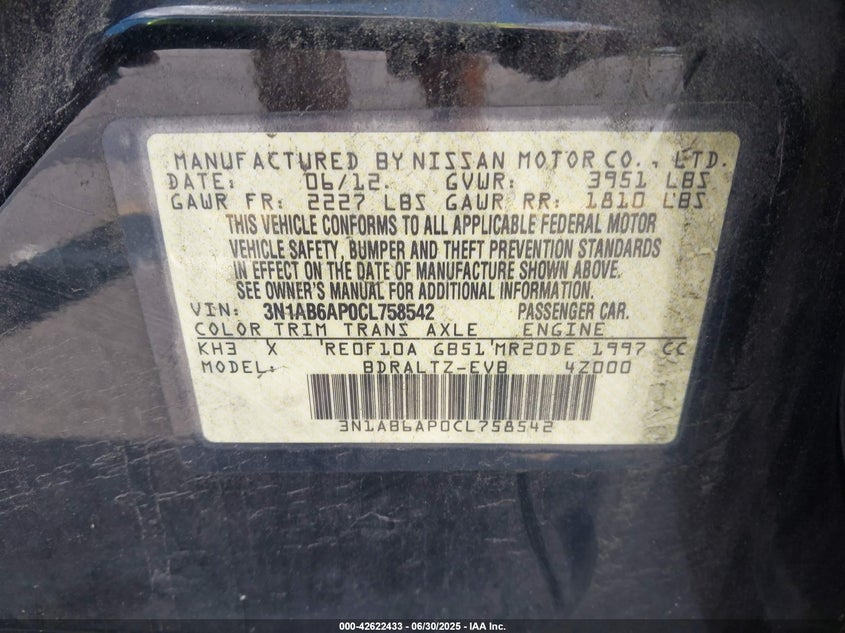 MANUFACTURED BY NISSAN MOTOR CO., LTD.
DATE: 06/12. GVWR: 3951 LBS
GAWR FR: 2227 LBS GAWR RR: 1810 LBS
THIS VEHICLE CONFORMS TO ALL APPLICABLE FEDERAL MOTOR
VEHICLE SAFETY, BUMPER AND THEFT PREVENTION STANDARDS
IN EFFECT ON THE DATE OF MANUFACTURE SHOWN ABOVE.
SEE OWNER'S MANUAL FOR ADDITIONAL INFORMATION.
VIN: 3N1AB6AP0CL758542 PASSENGER CAR.
COLOR TRIM TRANS AXLE ENGINE
KH3 X 'RE0F10A GB51'MR20DE 1997 CC
MODEL: BDRALTZ-EVB 4Z000
3N1AB6AP0CL758542
000-42622433 - 06/30/2025 - IAA Inc.